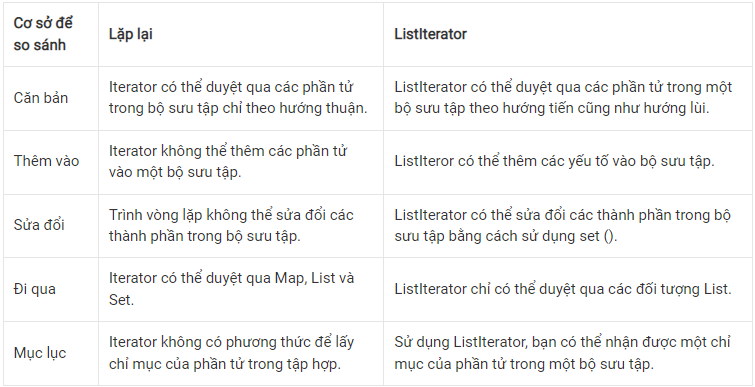 Cơ sở để
so sánh
Lặp lại
ListIterator
Căn bản
Iterator có thể duyệt qua các phần tử
trong bộ sưu tập chỉ theo hướng thuận.
ListIterator có thể duyệt qua các phần tử trong một
bộ sưu tập theo hướng tiến cũng như hướng lùi.
Thêm vào
Iterator không thể thêm các phần tử
vào một bộ sưu tập.
ListIteror có thể thêm các yếu tố vào bộ sưu tập.
Sửa đổi
Trình vòng lặp không thể sửa đổi các
thành phần trong bộ sưu tập.
ListIterator có thể sửa đổi các thành phần trong bộ
sưu tập bằng cách sử dụng set ().
Đi qua
Iterator có thể duyệt qua Map, List và
Set.
ListIterator chỉ có thể duyệt qua các đối tượng List.
Mục lục
Iterator không có phương thức để lấy
chỉ mục của phần tử trong tập hợp.
Sử dụng ListIterator, bạn có thể nhận được một chỉ
mục của phần tử trong một bộ sưu tập.